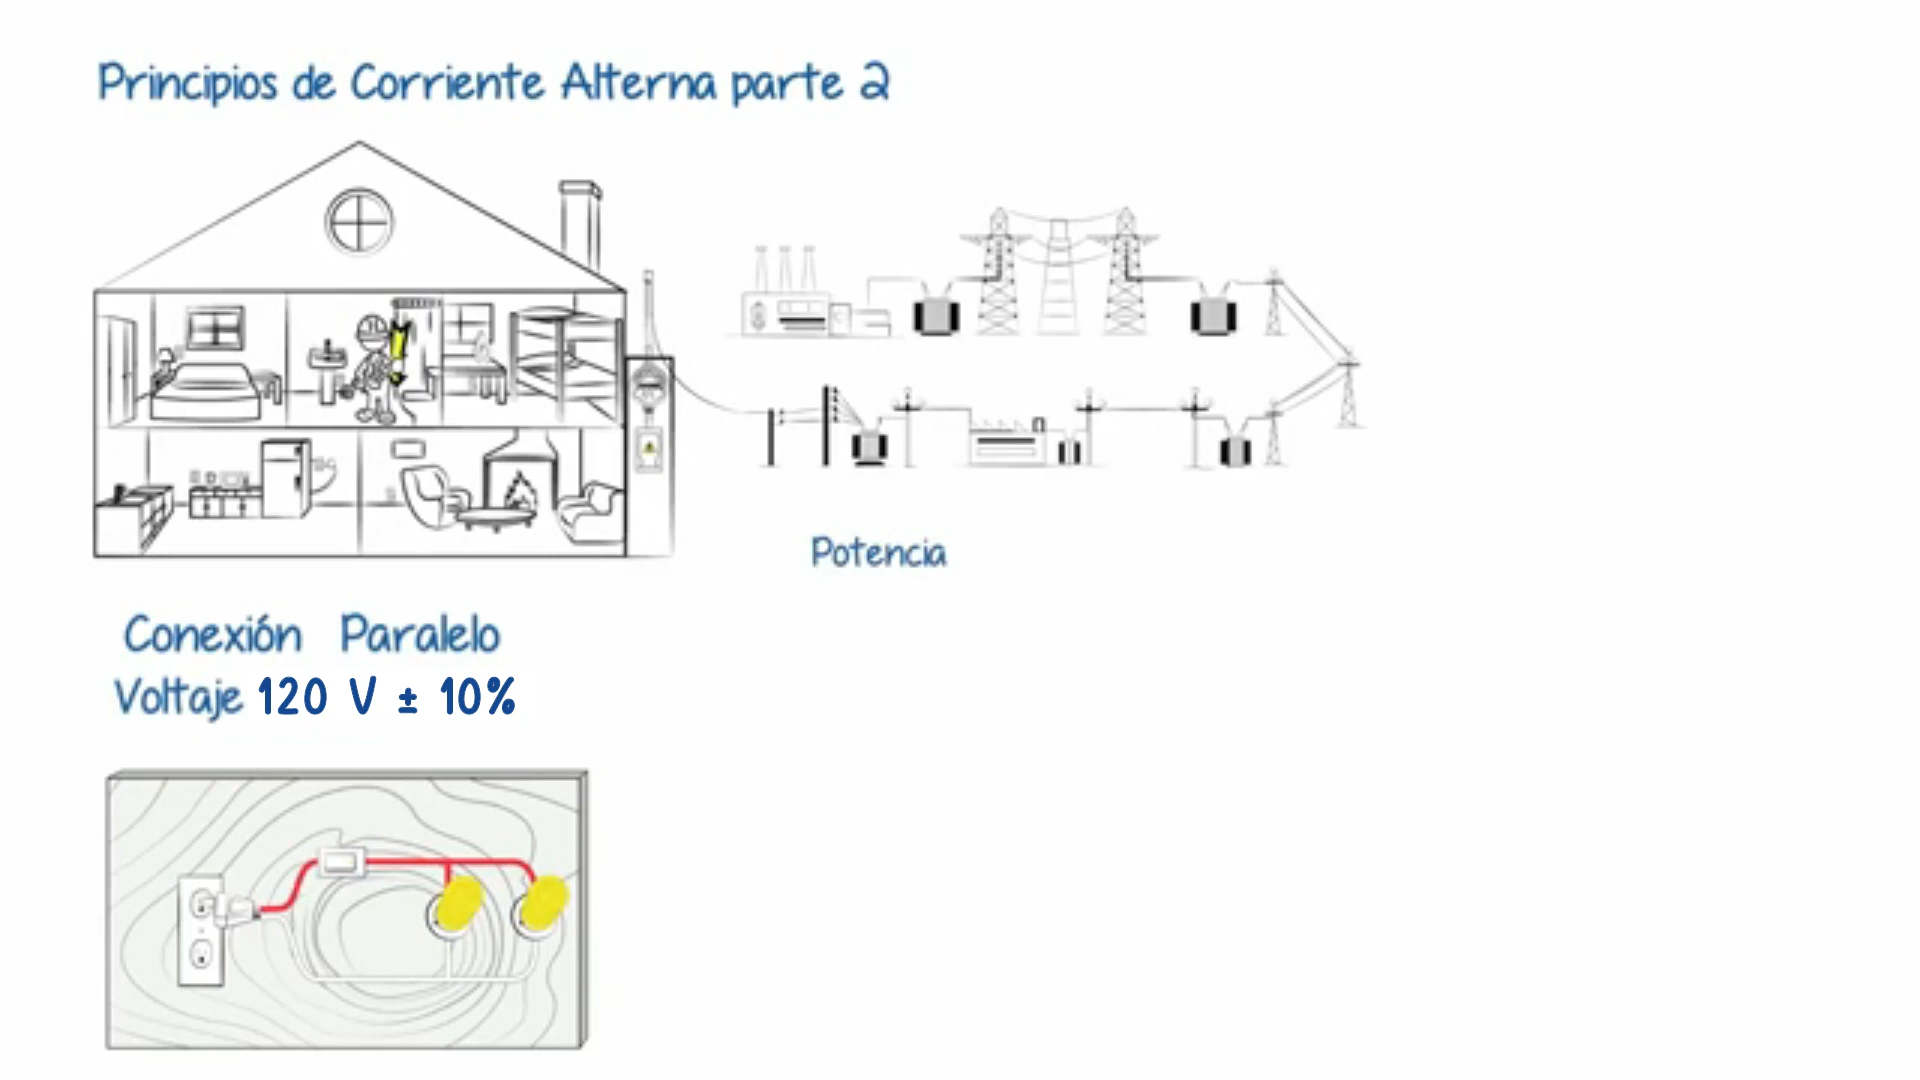 Principios de Corriente Alterna parte 2
Potencia
Conexión Paralelo
Voltaje 120 V ± 10%